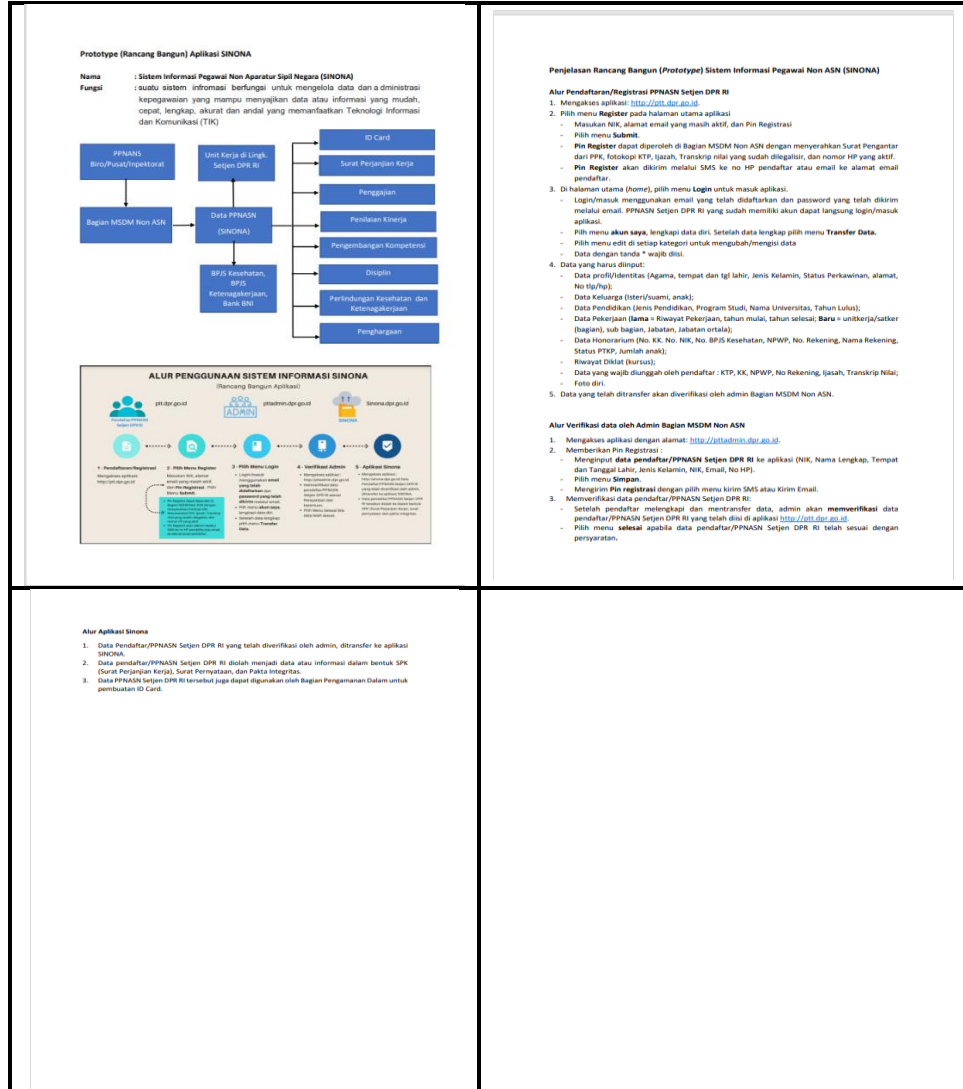 Prototype (Rancang Bangun) Aplikasi SINONA
Nama : Sistem Informasi Pegawai Non Aparatur Sipil Negara (SINONA)
Fungsi : suatu sistem infromasi berfungsi untuk mengelola data dan a dministrasi
kepegawaian yang mampu menyajikan data atau informasi yang mudah,
cepat, lengkap, akurat dan andal yang memanfaatkan Teknologi Informasi
dan Komunikasi (TIK)
PPNANS
Biro/Pusat/Inpektorat
Unit Kerja di Lingk.
Setjen DPR RI
Bagian MSDM Non ASN
Data PPNASN
(SINONA)
BPJS Kesehatan,
BPJS
Ketenagakerjaan,
Bank BNI
ID Card
Surat Perjanjian Kerja
Penggajian
Penilaian Kinerja
Pengembangan Kompetensi
Disiplin
Perlindungan Kesehatan dan
Ketenagakerjaan
Penghargaan
ALUR PENGGUNAAN SISTEM INFORMASI SINONA
(Rancang Bangun Aplikasi)
ptt.dpr.go.id
ADMIN
pttadmin.dpr.go.id
Sinona.dpr.go.id
1 - Pendaftaran/Registrasi
Mengakses aplikasi
http://ptt.dpr.go.id
2 - Pilih Menu Register
Masukan NIK, alamat
email yang masih aktif,
dan Pin Registrasi. Pilih
Menu Submit.
3 - Pilih Menu Login
4 - Verifikasi Admin
5 - Aplikasi Sinona
Penjelasan Rancang Bangun (Prototype) Sistem Informasi Pegawai Non ASN (SINONA)
Alur Pendaftaran/Registrasi PPNASN Setjen DPR RI
1. Mengakses aplikasi: http://ptt.dpr.go.id.
2. Pilih menu Register pada halaman utama aplikasi
- Masukan NIK, alamat email yang masih aktif, dan Pin Registrasi
- Pilih menu Submit.
- Pin Register dapat diperoleh di Bagian MSDM Non ASN dengan menyerahkan Surat Pengantar
dari PPK, fotokopi KTP, Ijazah, Transkrip nilai yang sudah dilegalisir, dan nomor HP yang aktif.
- Pin Register akan dikirim melalui SMS ke no HP pendaftar atau email ke alamat email
pendaftar.
3. Di halaman utama (home), pilih menu Login untuk masuk aplikasi.
- Login/masuk menggunakan email yang telah didaftarkan dan password yang telah dikirim
melalui email. PPNASN Setjen DPR RI yang sudah memiliki akun dapat langsung login/masuk
aplikasi.
- Pilh menu akun saya, lengkapi data diri. Setelah data lengkap pilih menu Transfer Data.
- Pilih menu edit di setiap kategori untuk mengubah/mengisi data
- Data dengan tanda * wajib diisi.
4. Data yang harus diinput:
- Data profil/Identitas (Agama, tempat dan tgl lahir, Jenis Kelamin, Status Perkawinan, alamat,
No tlp/hp);
- Data Keluarga (Isteri/suami, anak);
- Data Pendidikan (Jenis Pendidikan, Program Studi, Nama Universitas, Tahun Lulus);
- Data Pekerjaan (lama = Riwayat Pekerjaan, tahun mulai, tahun selesai; Baru = unitkerja/satker
(bagian), sub bagian, Jabatan, Jabatan ortala);
- Data Honorarium (No. KK. No. NIK, No. BPJS Kesehatan, NPWP, No. Rekening, Nama Rekening,
Status PTKP, Jumlah anak);
- Riwayat Diklat (kursus);
- Data yang wajib diunggah oleh pendaftar : KTP, KK, NPWP, No Rekening, Ijasah, Transkrip Nilai;
- Foto diri.
5. Data yang telah ditransfer akan diverifikasi oleh admin Bagian MSDM Non ASN.
Alur Verifikasi data oleh Admin Bagian MSDM Non ASN
1. Mengakses aplikasi dengan alamat: http://pttadmin.dpr.go.id.
2. Memberikan Pin Registrasi :
- Menginput data pendaftar/PPNASN Setjen DPR RI ke aplikasi (NIK, Nama Lengkap, Tempat
dan Tanggal Lahir, Jenis Kelamin, NIK, Email, No HP).
- Pilih menu Simpan.
- Mengirim Pin registrasi dengan pilih menu kirim SMS atau Kirim Email.
3. Memverifikasi data pendaftar/PPNASN Setjen DPR RI:
- Setelah pendaftar melengkapi dan mentransfer data, admin akan memverifikasi data
pendaftar/PPNASN Setjen DPR RI yang telah diisi di aplikasi http://ptt.dpr.go.id.
- Pilih menu selesai apabila data pendaftar/PPNASN Setjen DPR RI telah sesuai dengan
persyaratan.
Alur Aplikasi Sinona
1. Data Pendaftar/PPNASN Setjen DPR RI yang telah diverifikasi oleh admin, ditransfer ke aplikasi
SINONA.
2. Data pendaftar/PPNASN Setjen DPR RI diolah menjadi data atau informasi dalam bentuk SPK
(Surat Perjanjian Kerja), Surat Pernyataan, dan Pakta Integritas.
3. Data PPNASN Setjen DPR RI tersebut juga dapat digunakan oleh Bagian Pengamanan Dalam untuk
pembuatan ID Card.